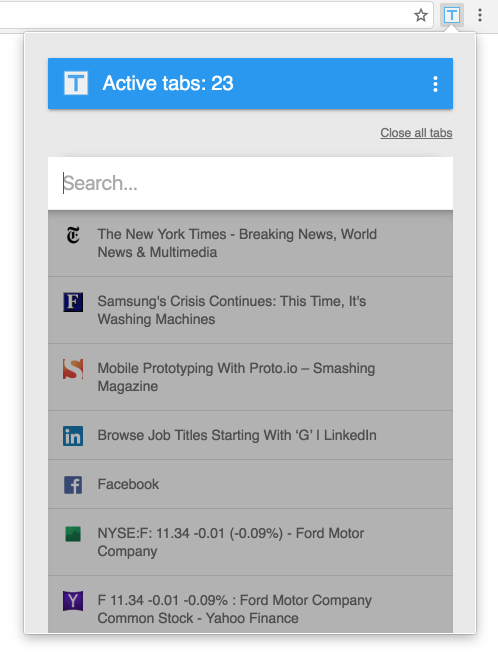 T
T Active tabs: 23
Close all tabs
Search...
The New York Times - Breaking News, World
News & Multimedia
F Samsung's Crisis Continues: This Time, It's
Washing Machines
Mobile Prototyping With Proto.io – Smashing
Magazine
in Browse Job Titles Starting With ‘G’ | LinkedIn
f Facebook
NYSE:F: 11.34 -0.01 (-0.09%) - Ford Motor
Company
Y F 11.34 -0.01 -0.09% : Ford Motor Company
Common Stock - Yahoo Finance